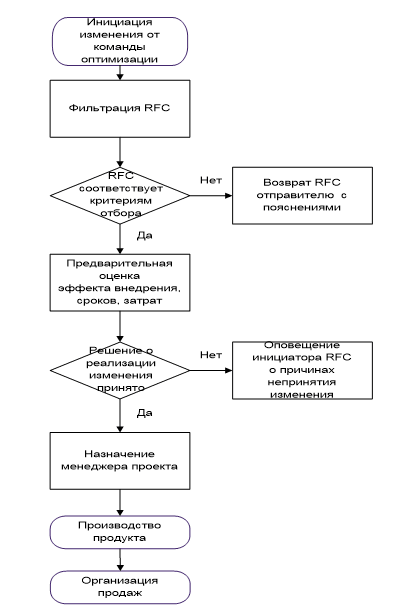 Инициация
изменения от
команды
оптимизации
Фильтрация RFC
RFC
соответствует
критериям
отбора
Нет
Возврат RFC
отправителю с
пояснениями
Да
Предварительная
оценка
эффекта внедрения,
сроков, затрат
Решение о
реализации
изменения
принято
Нет
Оповещение
инициатора RFC
о причинах
непринятия
изменения
Да
Назначение
менеджера проекта
Производство
продукта
Организация
продаж